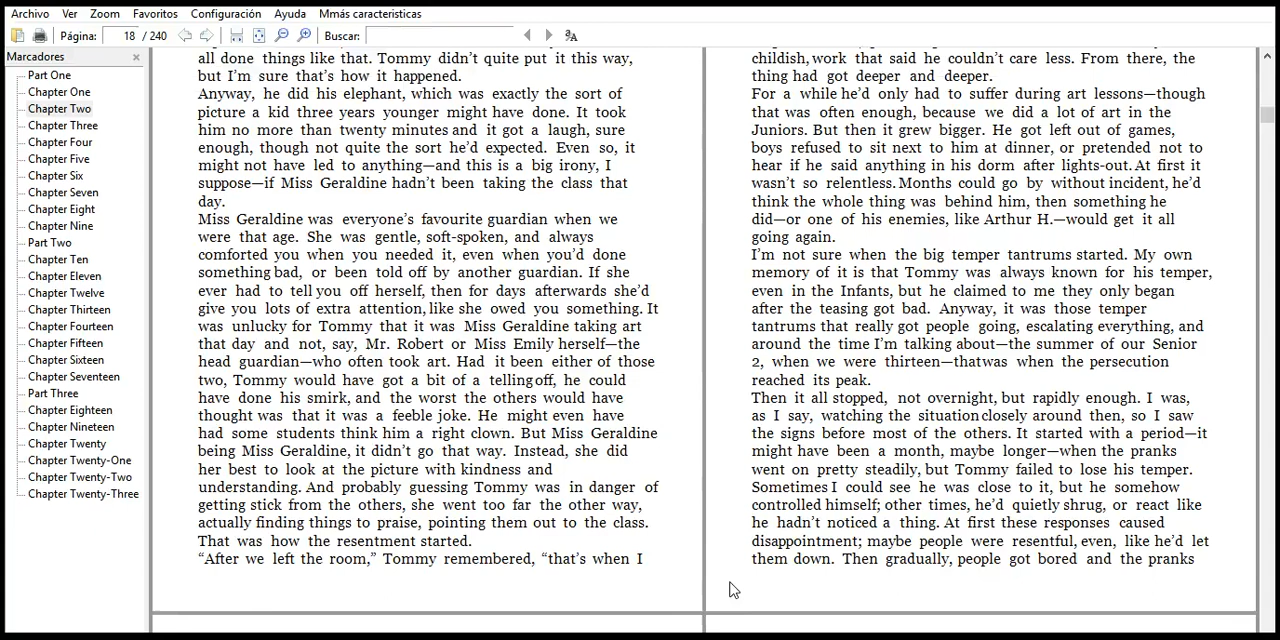 Archivo Ver Zoom Favoritos Configuración Ayuda Mmás caracteristicas
Página: 18 / 240 Buscar:
Marcadores
Part One
Chapter One
Chapter Two
Chapter Three
Chapter Four
Chapter Five
Chapter Six
Chapter Seven
Chapter Eight
Chapter Nine
Part Two
Chapter Ten
Chapter Eleven
Chapter Twelve
Chapter Thirteen
Chapter Fourteen
Chapter Fifteen
Chapter Sixteen
Chapter Seventeen
Part Three
Chapter Eighteen
Chapter Nineteen
Chapter Twenty
Chapter Twenty-One
Chapter Twenty-Two
Chapter Twenty-Three
all done things like that. Tommy didn’t quite put it this way,
but I’m sure that’s how it happened.
Anyway, he did his elephant, which was exactly the sort of
picture a kid three years younger might have done. It took
him no more than twenty minutes and it got a laugh, sure
enough, though not quite the sort he’d expected. Even so, it
might not have led to anything—and this is a big irony, I
suppose—if Miss Geraldine hadn’t been taking the class that
day.
Miss Geraldine was everyone’s favourite guardian when we
were that age. She was gentle, soft-spoken, and always
comforted you when you needed it, even when you’d done
something bad, or been told off by another guardian. If she
ever had to tell you off herself, then for days afterwards she’d
give you lots of extra attention, like she owed you something. It
was unlucky for Tommy that it was Miss Geraldine taking art
that day and not, say, Mr. Robert or Miss Emily herself—the
head guardian—who often took art. Had it been either of those
two, Tommy would have got a bit of a telling off, he could
have done his smirk, and the worst the others would have
thought was that it was a feeble joke. He might even have
had some students think him a right clown. But Miss Geraldine
being Miss Geraldine, it didn’t go that way. Instead, she did
her best to look at the picture with kindness and
understanding. And probably guessing Tommy was in danger of
getting stick from the others, she went too far the other way,
actually finding things to praise, pointing them out to the class.
That was how the resentment started.
“After we left the room,” Tommy remembered, “that’s when I
childish, work that said he couldn’t care less. From there, the
thing had got deeper and deeper.
For a while he’d only had to suffer during art lessons—though
that was often enough, because we did a lot of art in the
Juniors. But then it grew bigger. He got left out of games,
boys refused to sit next to him at dinner, or pretended not to
hear if he said anything in his dorm after lights-out. At first it
wasn’t so relentless. Months could go by without incident, he’d
think the whole thing was behind him, then something he
did—or one of his enemies, like Arthur H.—would get it all
going again.
I’m not sure when the big temper tantrums started. My own
memory of it is that Tommy was always known for his temper,
even in the Infants, but he claimed to me they only began
after the teasing got bad. Anyway, it was those temper
tantrums that really got people going, escalating everything, and
around the time I’m talking about—the summer of our Senior
2, when we were thirteen—thatwas when the persecution
reached its peak.
Then it all stopped, not overnight, but rapidly enough. I was,
as I say, watching the situation closely around then, so I saw
the signs before most of the others. It started with a period—it
might have been a month, maybe longer—when the pranks
went on pretty steadily, but Tommy failed to lose his temper.
Sometimes I could see he was close to it, but he somehow
controlled himself; other times, he’d quietly shrug, or react like
he hadn’t noticed a thing. At first these responses caused
disappointment; maybe people were resentful, even, like he’d let
them down. Then gradually, people got bored and the pranks